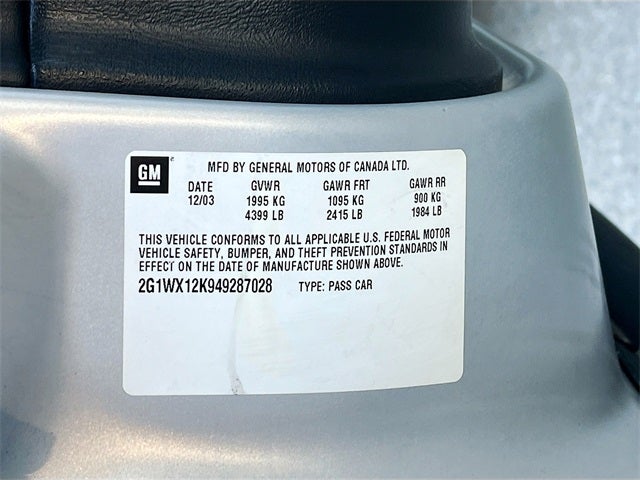 GM MFD BY GENERAL MOTORS OF CANADA LTD.
DATE GVWR GAWR FRT GAWR RR
12/03 1995 KG 1095 KG 900 KG
4399 LB 2415 LB 1984 LB
THIS VEHICLE CONFORMS TO ALL APPLICABLE U.S. FEDERAL MOTOR
VEHICLE SAFETY, BUMPER, AND THEFT PREVENTION STANDARDS IN
EFFECT ON THE DATE OF MANUFACTURE SHOWN ABOVE.
2G1WX12K949287028 TYPE: PASS CAR